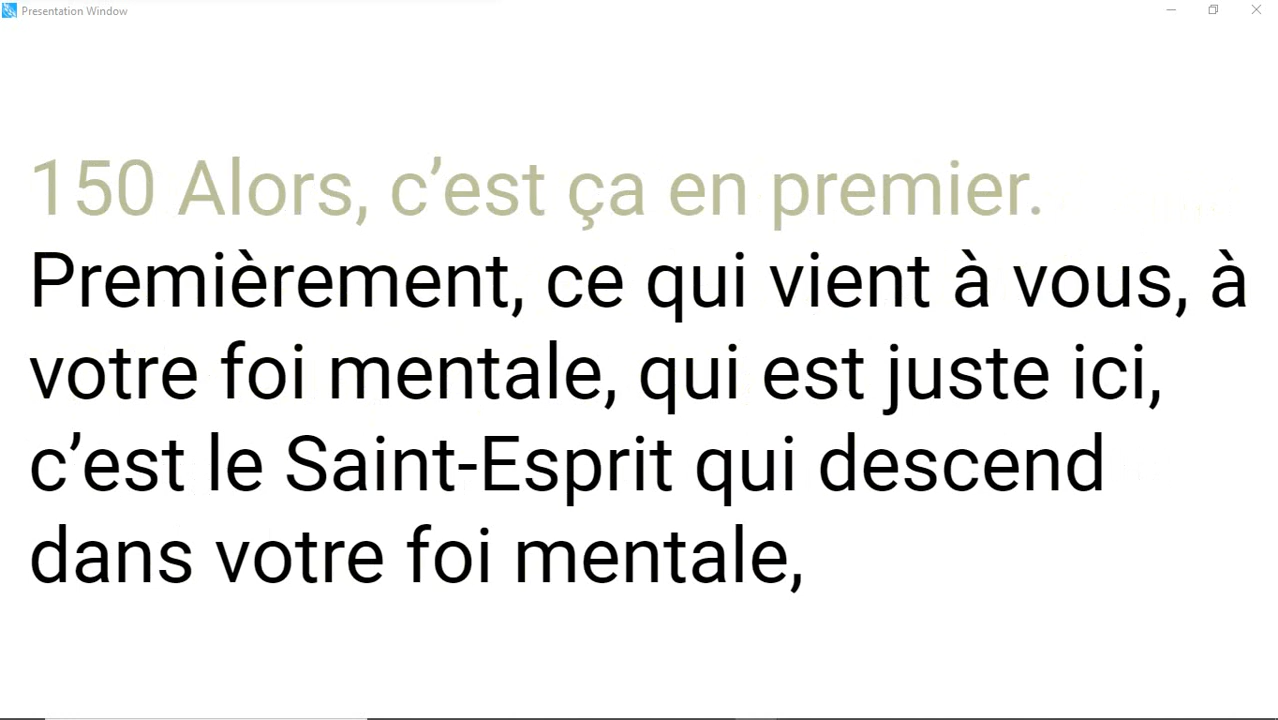 Presentation Window
150 Alors, c’est ça en premier.
Premièrement, ce qui vient à vous, à
votre foi mentale, qui est juste ici,
c’est le Saint-Esprit qui descend
dans votre foi mentale,